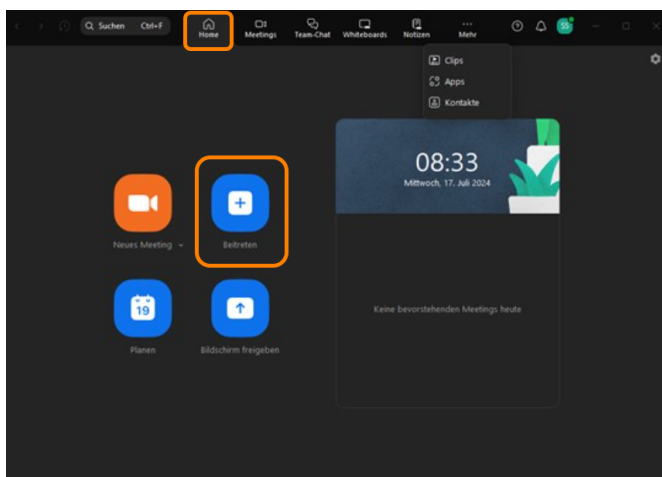 Suchen Ctrl+F
Home
Meetings
Team-Chat
Whiteboards
Notizen
Mehr
SS
Clips
Apps
Kontakte
08:33
Mittwoch, 17. Juli 2024
Neues Meeting
Beitreten
19
Planen
Bildschirm freigeben
Keine bevorstehenden Meetings heute